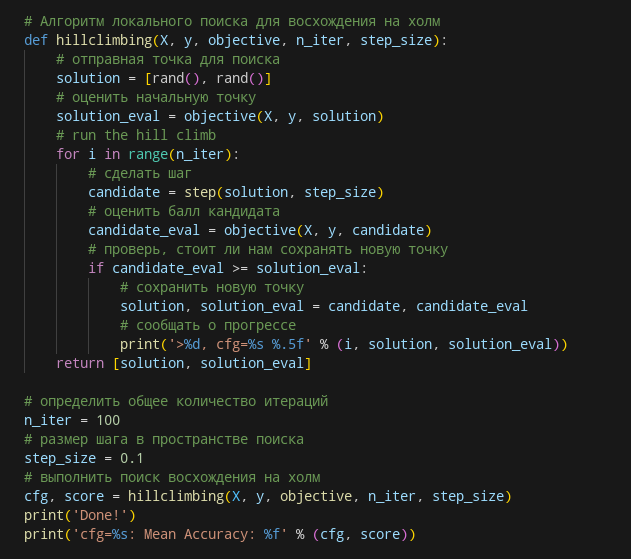 # Алгоритм локального поиска для восхождения на холм
def hillclimbing(X, y, objective, n_iter, step_size):
    # отправная точка для поиска
    solution = [rand(), rand()]
    # оценить начальную точку
    solution_eval = objective(X, y, solution)
    # run the hill climb
    for i in range(n_iter):
        # сделать шаг
        candidate = step(solution, step_size)
        # оценить балл кандидата
        candidate_eval = objective(X, y, candidate)
        # проверь, стоит ли нам сохранять новую точку
        if candidate_eval >= solution_eval:
            # сохранить новую точку
            solution, solution_eval = candidate, candidate_eval
            # сообщать о прогрессе
            print('>%d, cfg=%s %.5f' % (i, solution, solution_eval))
    return [solution, solution_eval]

# определить общее количество итераций
n_iter = 100
# размер шага в пространстве поиска
step_size = 0.1
# выполнить поиск восхождения на холм
cfg, score = hillclimbing(X, y, objective, n_iter, step_size)
print('Done!')
print('cfg=%s: Mean Accuracy: %f' % (cfg, score))